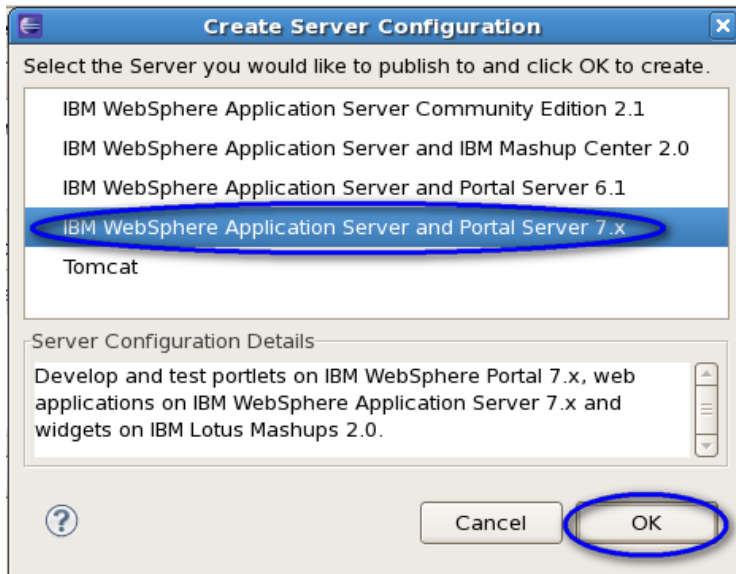 Create Server Configuration
Select the Server you would like to publish to and click OK to create.
IBM WebSphere Application Server Community Edition 2.1
IBM WebSphere Application Server and IBM Mashup Center 2.0
IBM WebSphere Application Server and Portal Server 6.1
IBM WebSphere Application Server and Portal Server 7.x
Tomcat
Server Configuration Details
Develop and test portlets on IBM WebSphere Portal 7.x, web
applications on IBM WebSphere Application Server 7.x and
widgets on IBM Lotus Mashups 2.0.
Cancel OK